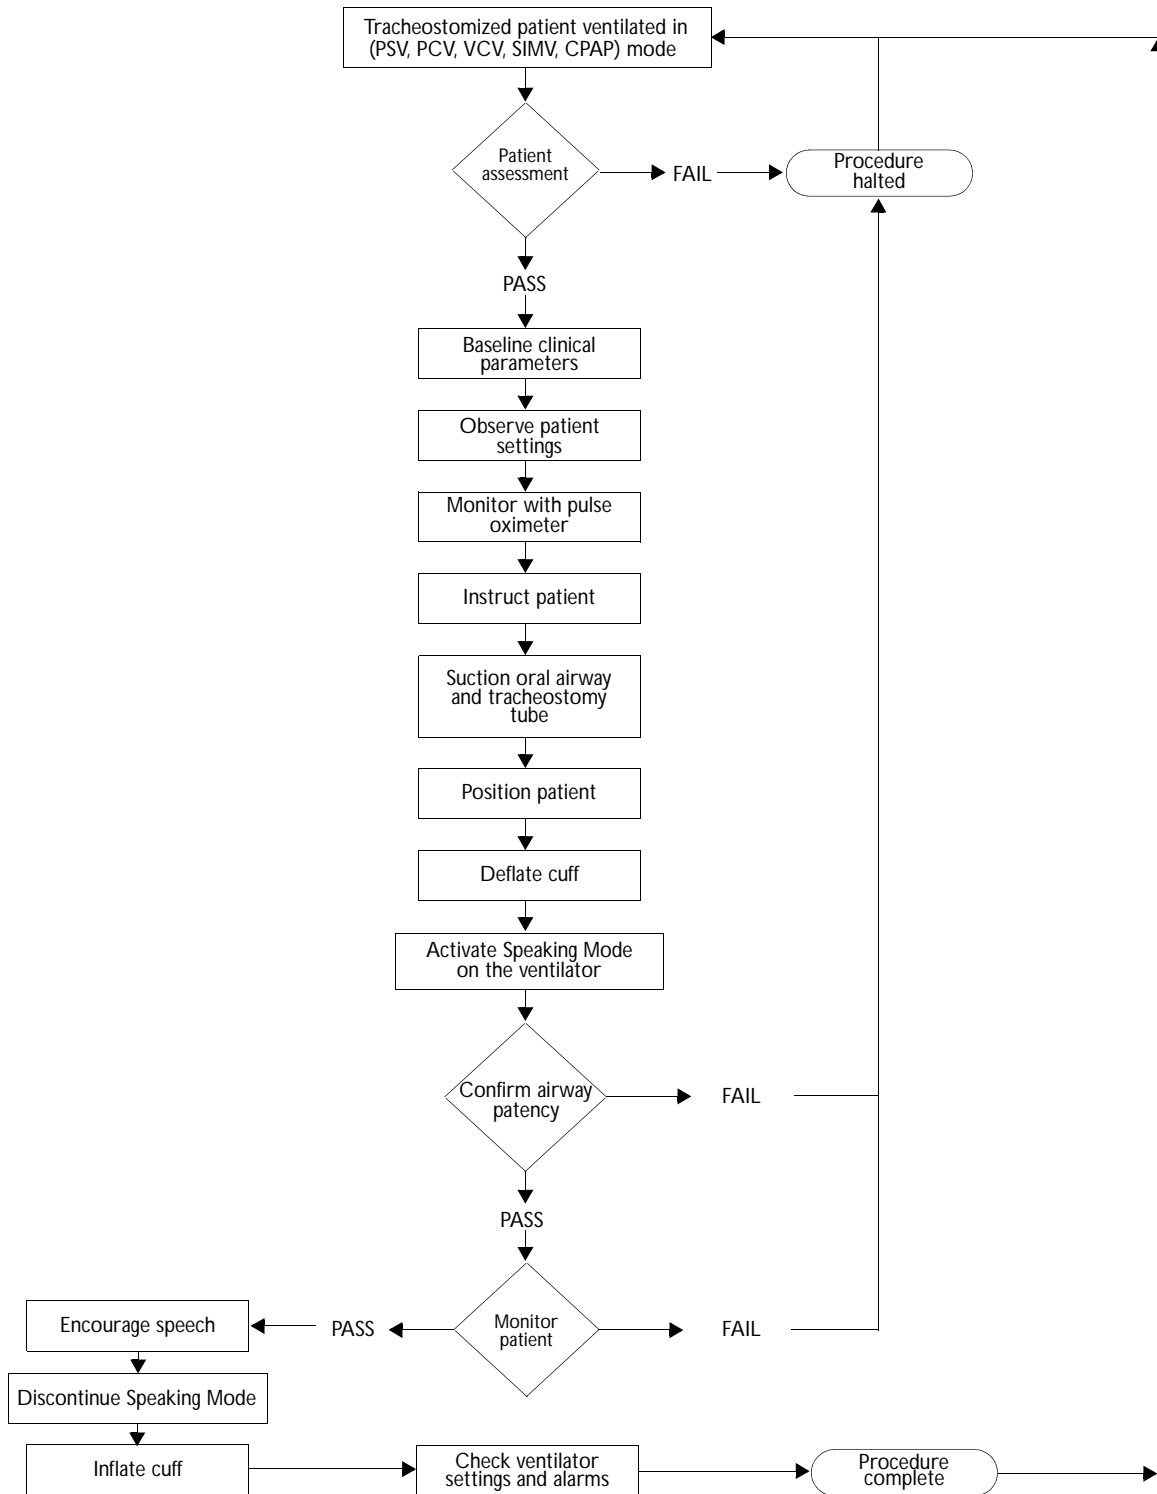 Tracheostomized patient ventilated in
(PSV, PCV, VCV, SIMV, CPAP) mode
Patient
assessment
FAIL
Procedure
halted
PASS
Baseline clinical
parameters
Observe patient
settings
Monitor with pulse
oximeter
Instruct patient
Suction oral airway
and tracheostomy
tube
Position patient
Deflate cuff
Activate Speaking Mode
on the ventilator
Confirm airway
patency
FAIL
PASS
Monitor
patient
FAIL
PASS
Encourage speech
Discontinue Speaking Mode
Inflate cuff
Check ventilator
settings and alarms
Procedure
complete